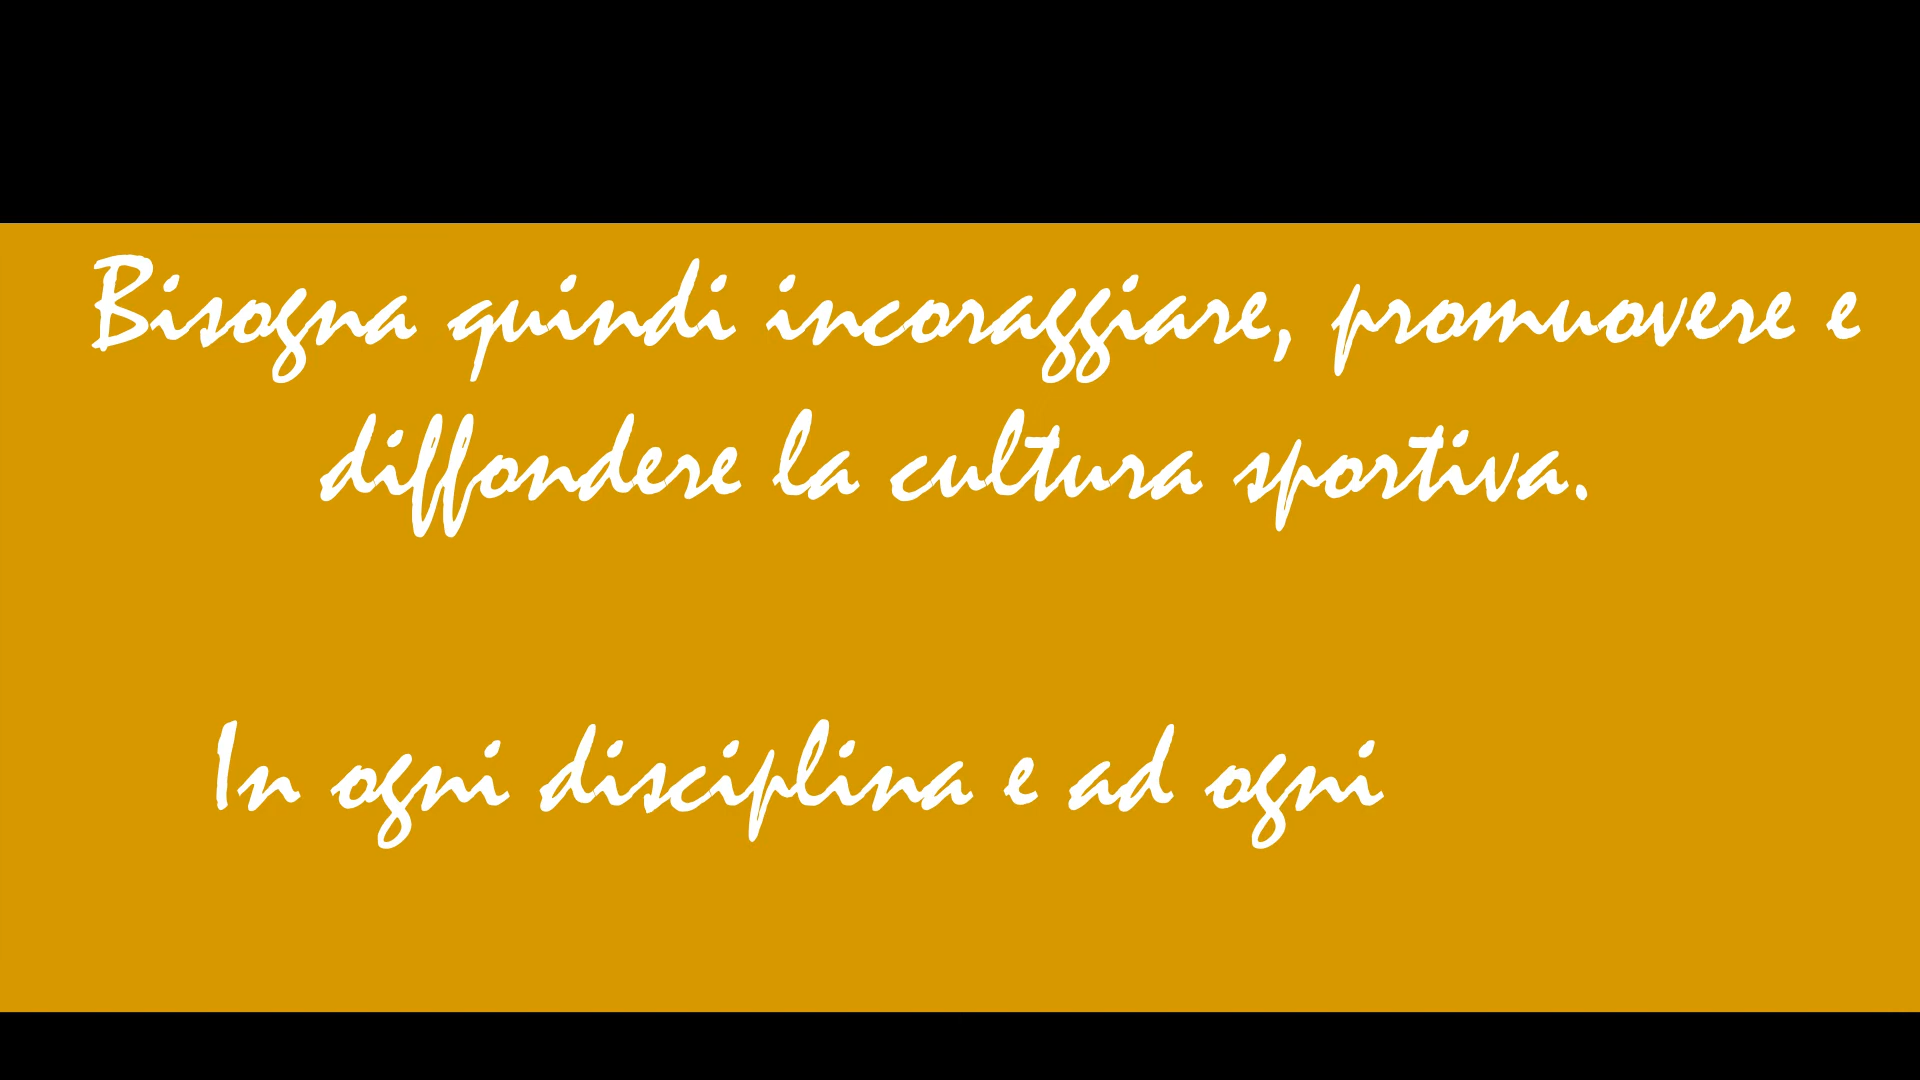 Bisogna quindi incoraggiare, promuovere e
diffondere la cultura sportiva.
In ogni disciplina e ad ogni